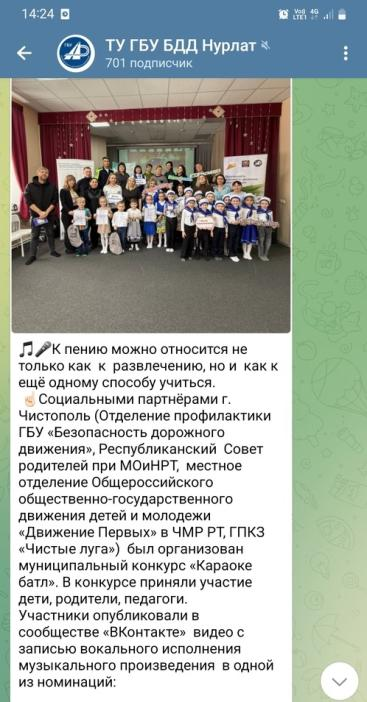 14:24
Vo) 4G
LTE1
ТУ ГБУ БДД Нурлат
701 подписчик
К пению можно относится не
только как к развлечению, но и как к
ещё одному способу учиться.
Социальными партнёрами г.
Чистополь (Отделение профилактики
ГБУ «Безопасность дорожного
движения», Республиканский Совет
родителей при МОиНРТ, местное
отделение Общероссийского
общественно-государственного
движения детей и молодежи
«Движение Первых» в ЧМР РТ, ГПКЗ
«Чистые луга») был организован
муниципальный конкурс «Караоке
батл». В конкурсе приняли участие
дети, родители, педагоги.
Участники опубликовали в
сообществе «ВКонтакте» видео с
записью вокального исполнения
музыкального произведения в одной
из номинаций: